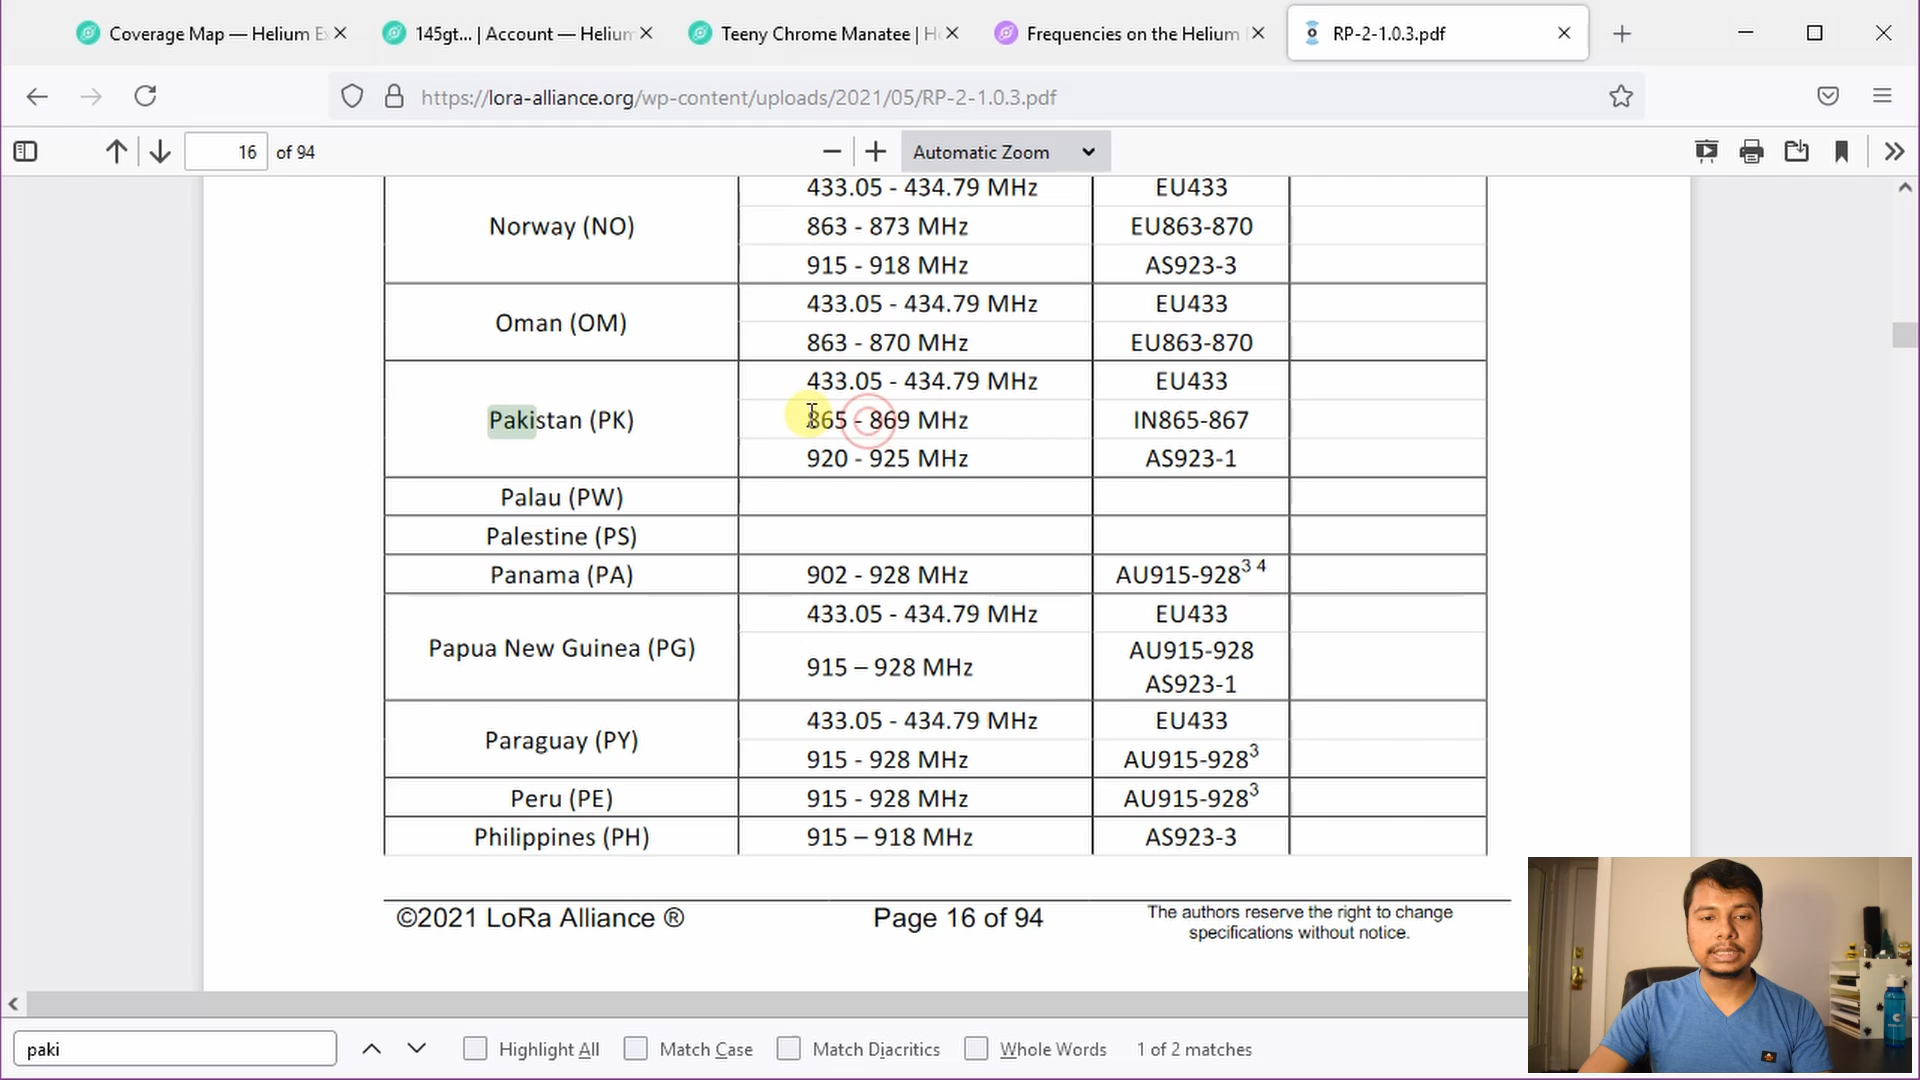 Coverage Map — Helium E
145gt... | Account — Helium
Teeny Chrome Manatee | H
Frequencies on the Helium
RP-2-1.0.3.pdf
https://lora-alliance.org/wp-content/uploads/2021/05/RP-2-1.0.3.pdf
16 of 94
Automatic Zoom
Norway (NO)
433.05 - 434.79 MHz EU433
863 - 873 MHz EU863-870
915 - 918 MHz AS923-3
Oman (OM)
433.05 - 434.79 MHz EU433
863 - 870 MHz EU863-870
Pakistan (PK)
433.05 - 434.79 MHz EU433
865 - 869 MHz IN865-867
920 - 925 MHz AS923-1
Palau (PW)
Palestine (PS)
Panama (PA) 902 - 928 MHz AU915-928³ ⁴
Papua New Guinea (PG)
433.05 - 434.79 MHz EU433
915 – 928 MHz AU915-928
AS923-1
Paraguay (PY)
433.05 - 434.79 MHz EU433
915 - 928 MHz AU915-928³
Peru (PE) 915 - 928 MHz AU915-928³
Philippines (PH) 915 – 918 MHz AS923-3
©2021 LoRa Alliance ® Page 16 of 94 The authors reserve the right to change
specifications without notice.
paki Highlight All Match Case Match Diacritics Whole Words 1 of 2 matches